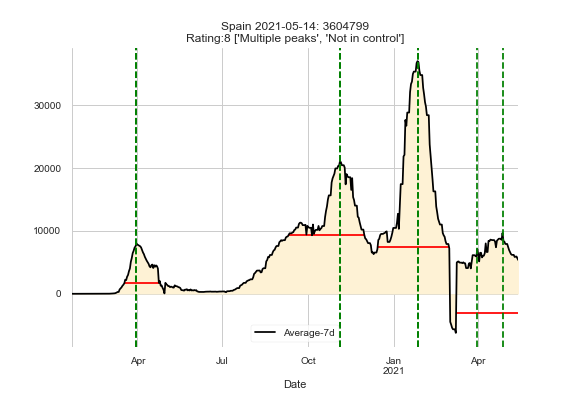 Spain 2021-05-14: 3604799
Rating:8 ['Multiple peaks', 'Not in control']
30000
20000
10000
0
Average-7d
Apr
Jul
Oct
Jan
2021
Apr
Date